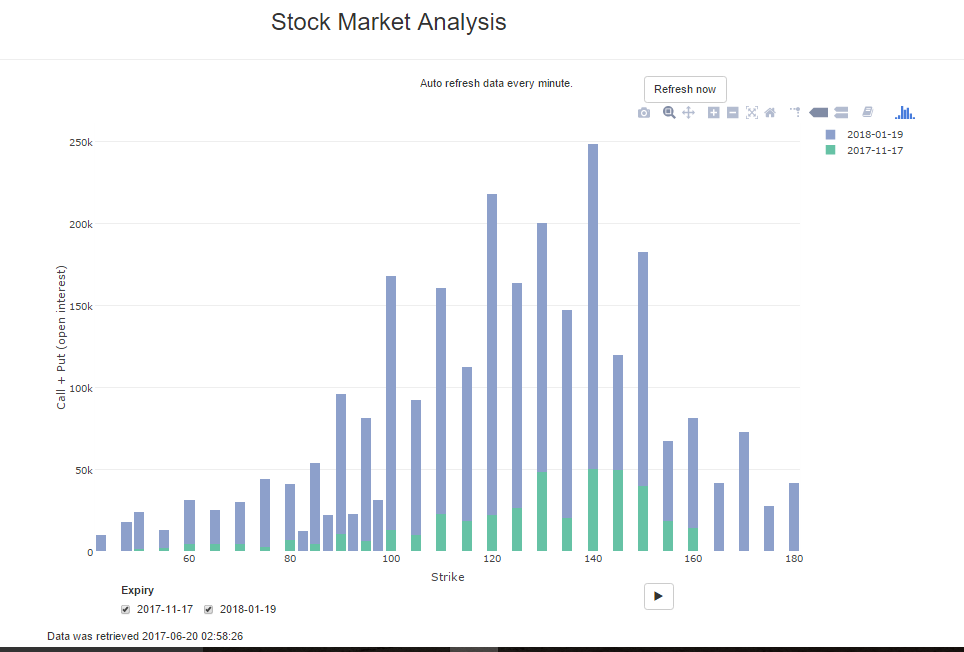 Stock Market Analysis
Auto refresh data every minute.
Refresh now
2018-01-19
2017-11-17
250k
200k
150k
100k
50k
0
Call + Put (open interest)
60 80 100 120 140 160 180
Strike
Expiry
2017-11-17 2018-01-19
Data was retrieved 2017-06-20 02:58:26